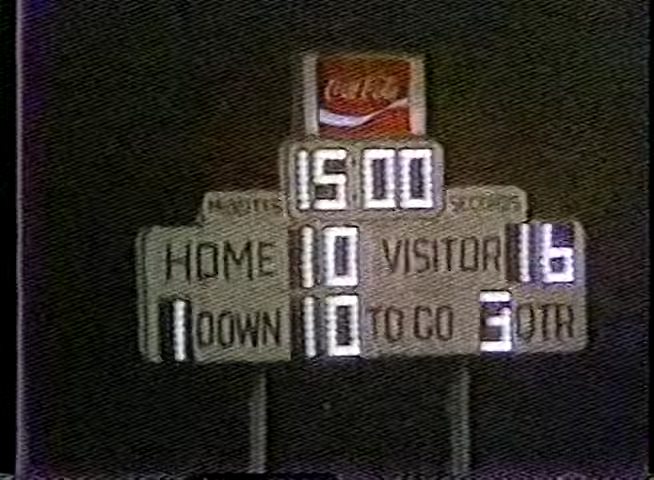 Coca-Cola
15:00
MINUTES SECONDS
HOME 10 VISITOR 16
1 DOWN 10 TO GO 3 QTR